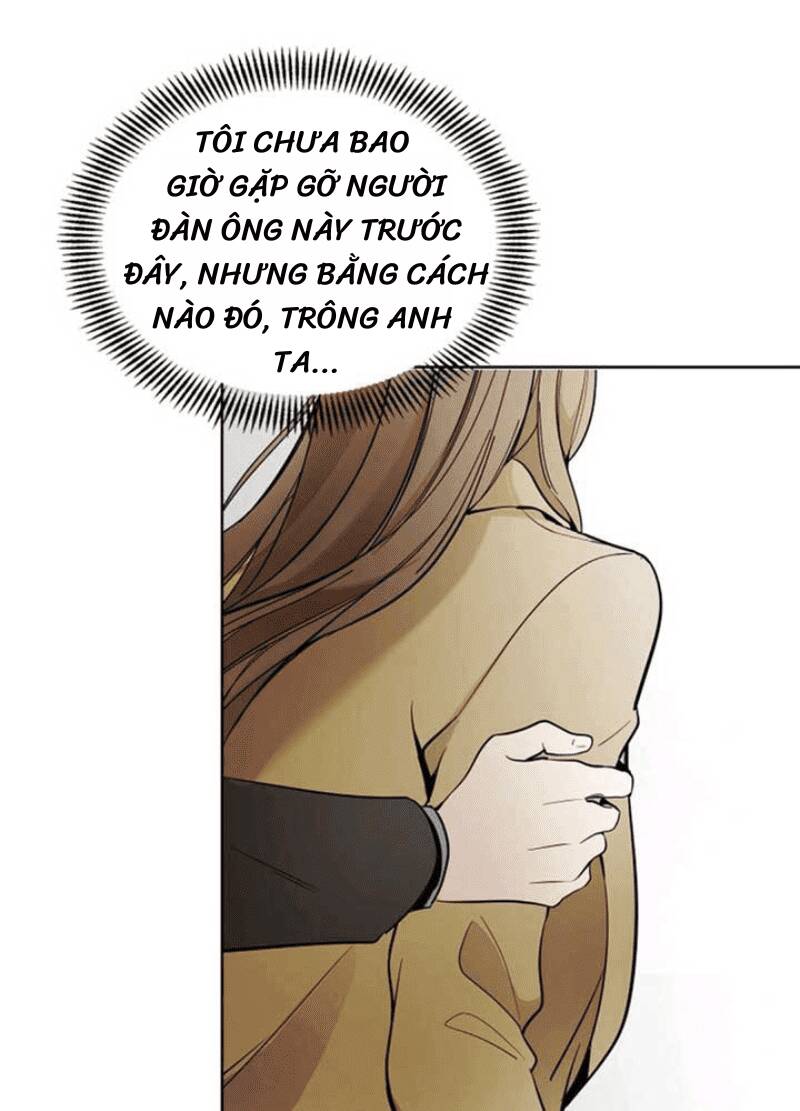 TÔI CHƯA BAO
GIỜ GẶP GỠ NGƯỜI
ĐÀN ÔNG NÀY TRƯỚC
ĐÂY, NHƯNG BẰNG CÁCH
NÀO ĐÓ, TRÔNG ANH
TA...